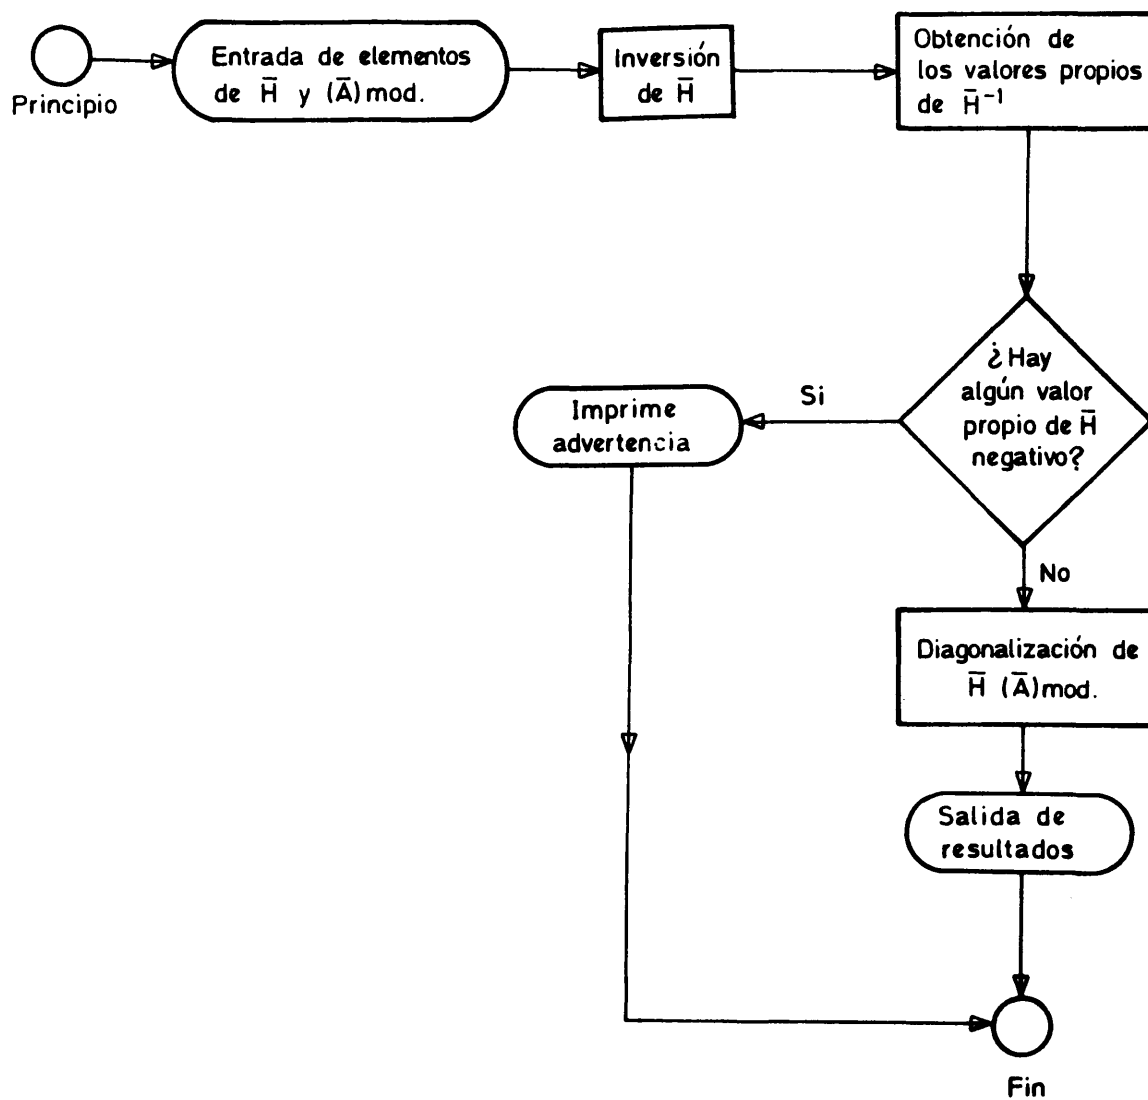 Principio
Entrada de elementos
de H̅ y (A̅)mod.
Inversión
de H̅
Obtención de
los valores propios
de H̅⁻¹
¿Hay
algún valor
propio de H̅
negativo?
Si
Imprime
advertencia
No
Diagonalización de
H̅ (A̅)mod.
Salida de
resultados
Fin